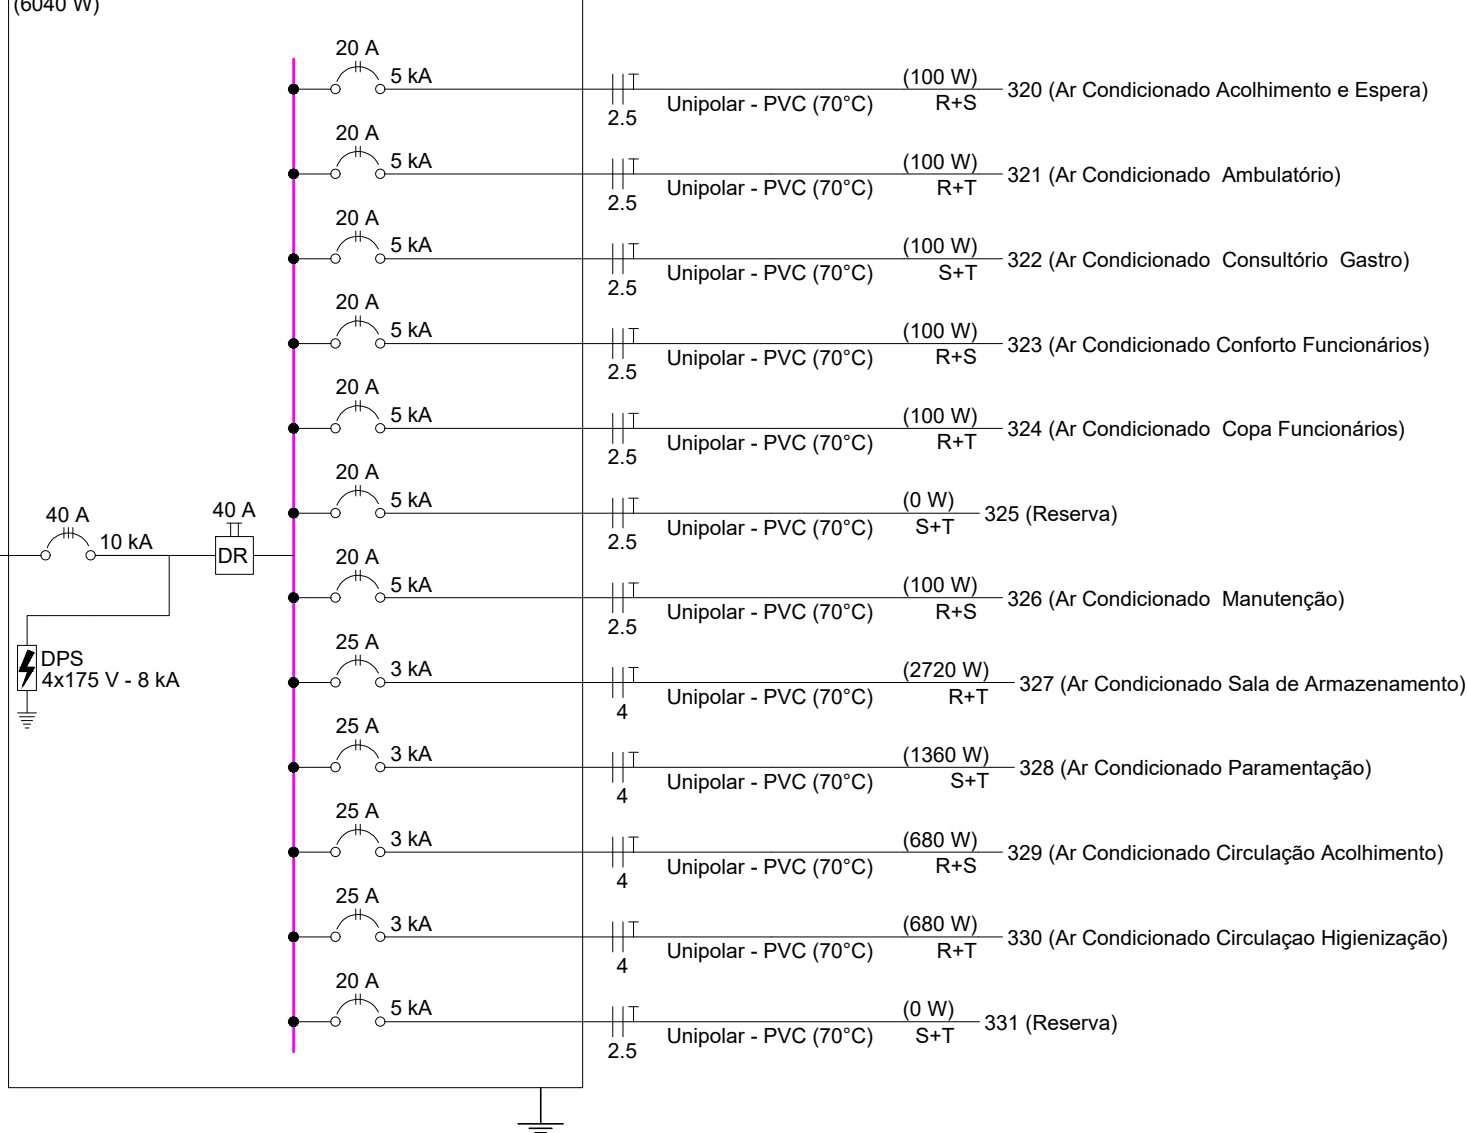 (6040 W)
20 A
5 kA
2.5
Unipolar - PVC (70°C)
(100 W)
R+S
320 (Ar Condicionado Acolhimento e Espera)
20 A
5 kA
2.5
Unipolar - PVC (70°C)
(100 W)
R+T
321 (Ar Condicionado  Ambulatório)
20 A
5 kA
2.5
Unipolar - PVC (70°C)
(100 W)
S+T
322 (Ar Condicionado  Consultório  Gastro)
20 A
5 kA
2.5
Unipolar - PVC (70°C)
(100 W)
R+S
323 (Ar Condicionado Conforto Funcionários)
20 A
5 kA
2.5
Unipolar - PVC (70°C)
(100 W)
R+T
324 (Ar Condicionado  Copa Funcionários)
20 A
5 kA
2.5
Unipolar - PVC (70°C)
(0 W)
S+T
325 (Reserva)
40 A
10 kA
40 A
DR
DPS
4x175 V - 8 kA
20 A
5 kA
2.5
Unipolar - PVC (70°C)
(100 W)
R+S
326 (Ar Condicionado  Manutenção)
25 A
3 kA
4
Unipolar - PVC (70°C)
(2720 W)
R+T
327 (Ar Condicionado Sala de Armazenamento)
25 A
3 kA
4
Unipolar - PVC (70°C)
(1360 W)
S+T
328 (Ar Condicionado Paramentação)
25 A
3 kA
4
Unipolar - PVC (70°C)
(680 W)
R+S
329 (Ar Condicionado Circulação Acolhimento)
25 A
3 kA
4
Unipolar - PVC (70°C)
(680 W)
R+T
330 (Ar Condicionado Circulaçao Higienização)
20 A
5 kA
2.5
Unipolar - PVC (70°C)
(0 W)
S+T
331 (Reserva)